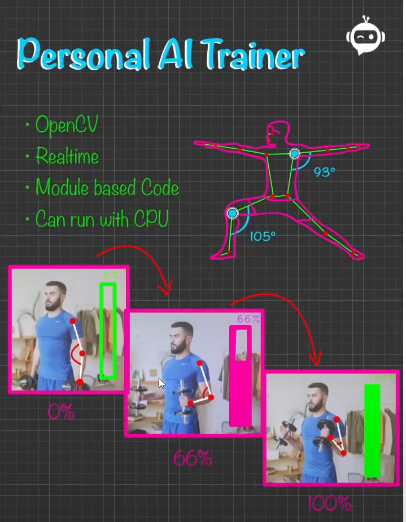 Personal AI Trainer
• OpenCV
• Realtime
• Module based Code
• Can run with CPU
93°
105°
0%
66%
66%
100%